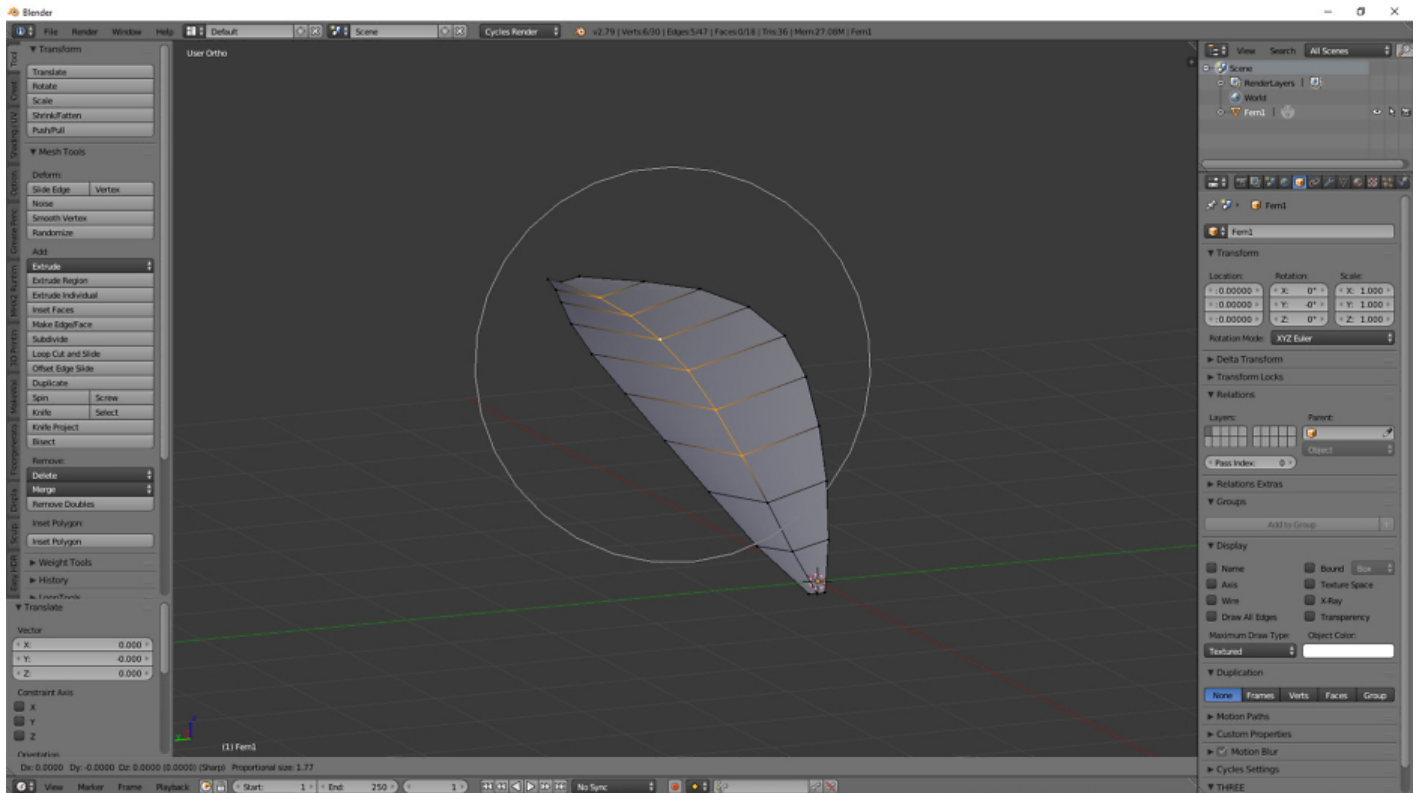 Blender
File Render Window Help Default Scene Cycles Render v2.79 | Verts:6/30 | Edges:5/47 | Faces:0/18 | Tris:36 | Mem:27.08M | Fern1
User Ortho
Transform
Translate
Rotate
Scale
Shrink/Fatten
Push/Pull
Mesh Tools
Deform:
Slide Edge Vertex
Noise
Smooth Vertex
Randomize
Add:
Extrude
Extrude Region
Extrude Individual
Inset Faces
Make Edge/Face
Subdivide
Loop Cut and Slide
Offset Edge Slide
Duplicate
Spin Screw
Knife Select
Knife Project
Bisect
Remove:
Delete
Merge
Remove Doubles
Inset Polygon
Inset Polygon
Weight Tools
History
LoopTools
Translate
Vector
X: 0.000
Y: -0.000
Z: 0.000
Constraint Axis
X
Y
Z
Orientation
(1) Fern1
Dx: 0.0000 Dy: -0.0000 Dz: 0.0000 (0.0000) (Sharp) Proportional size: 1.77
View Marker Frame Playback Start: 1 End: 250 1 No Sync
View Search All Scenes
Scene
RenderLayers |
World
Fern1 |
Fern1
Fern1
Transform
Location: Rotation: Scale:
:0.00000 X: 0° X: 1.000
:0.00000 Y: -0° Y: 1.000
:0.00000 Z: 0° Z: 1.000
Rotation Mode: XYZ Euler
Delta Transform
Transform Locks
Relations
Layers: Parent:
Object
Pass Index: 0
Relations Extras
Groups
Add to Group
Display
Name Bound Box
Axis Texture Space
Wire X-Ray
Draw All Edges Transparency
Maximum Draw Type: Object Color:
Textured
Duplication
None Frames Verts Faces Group
Motion Paths
Custom Properties
Motion Blur
Cycles Settings
THREE